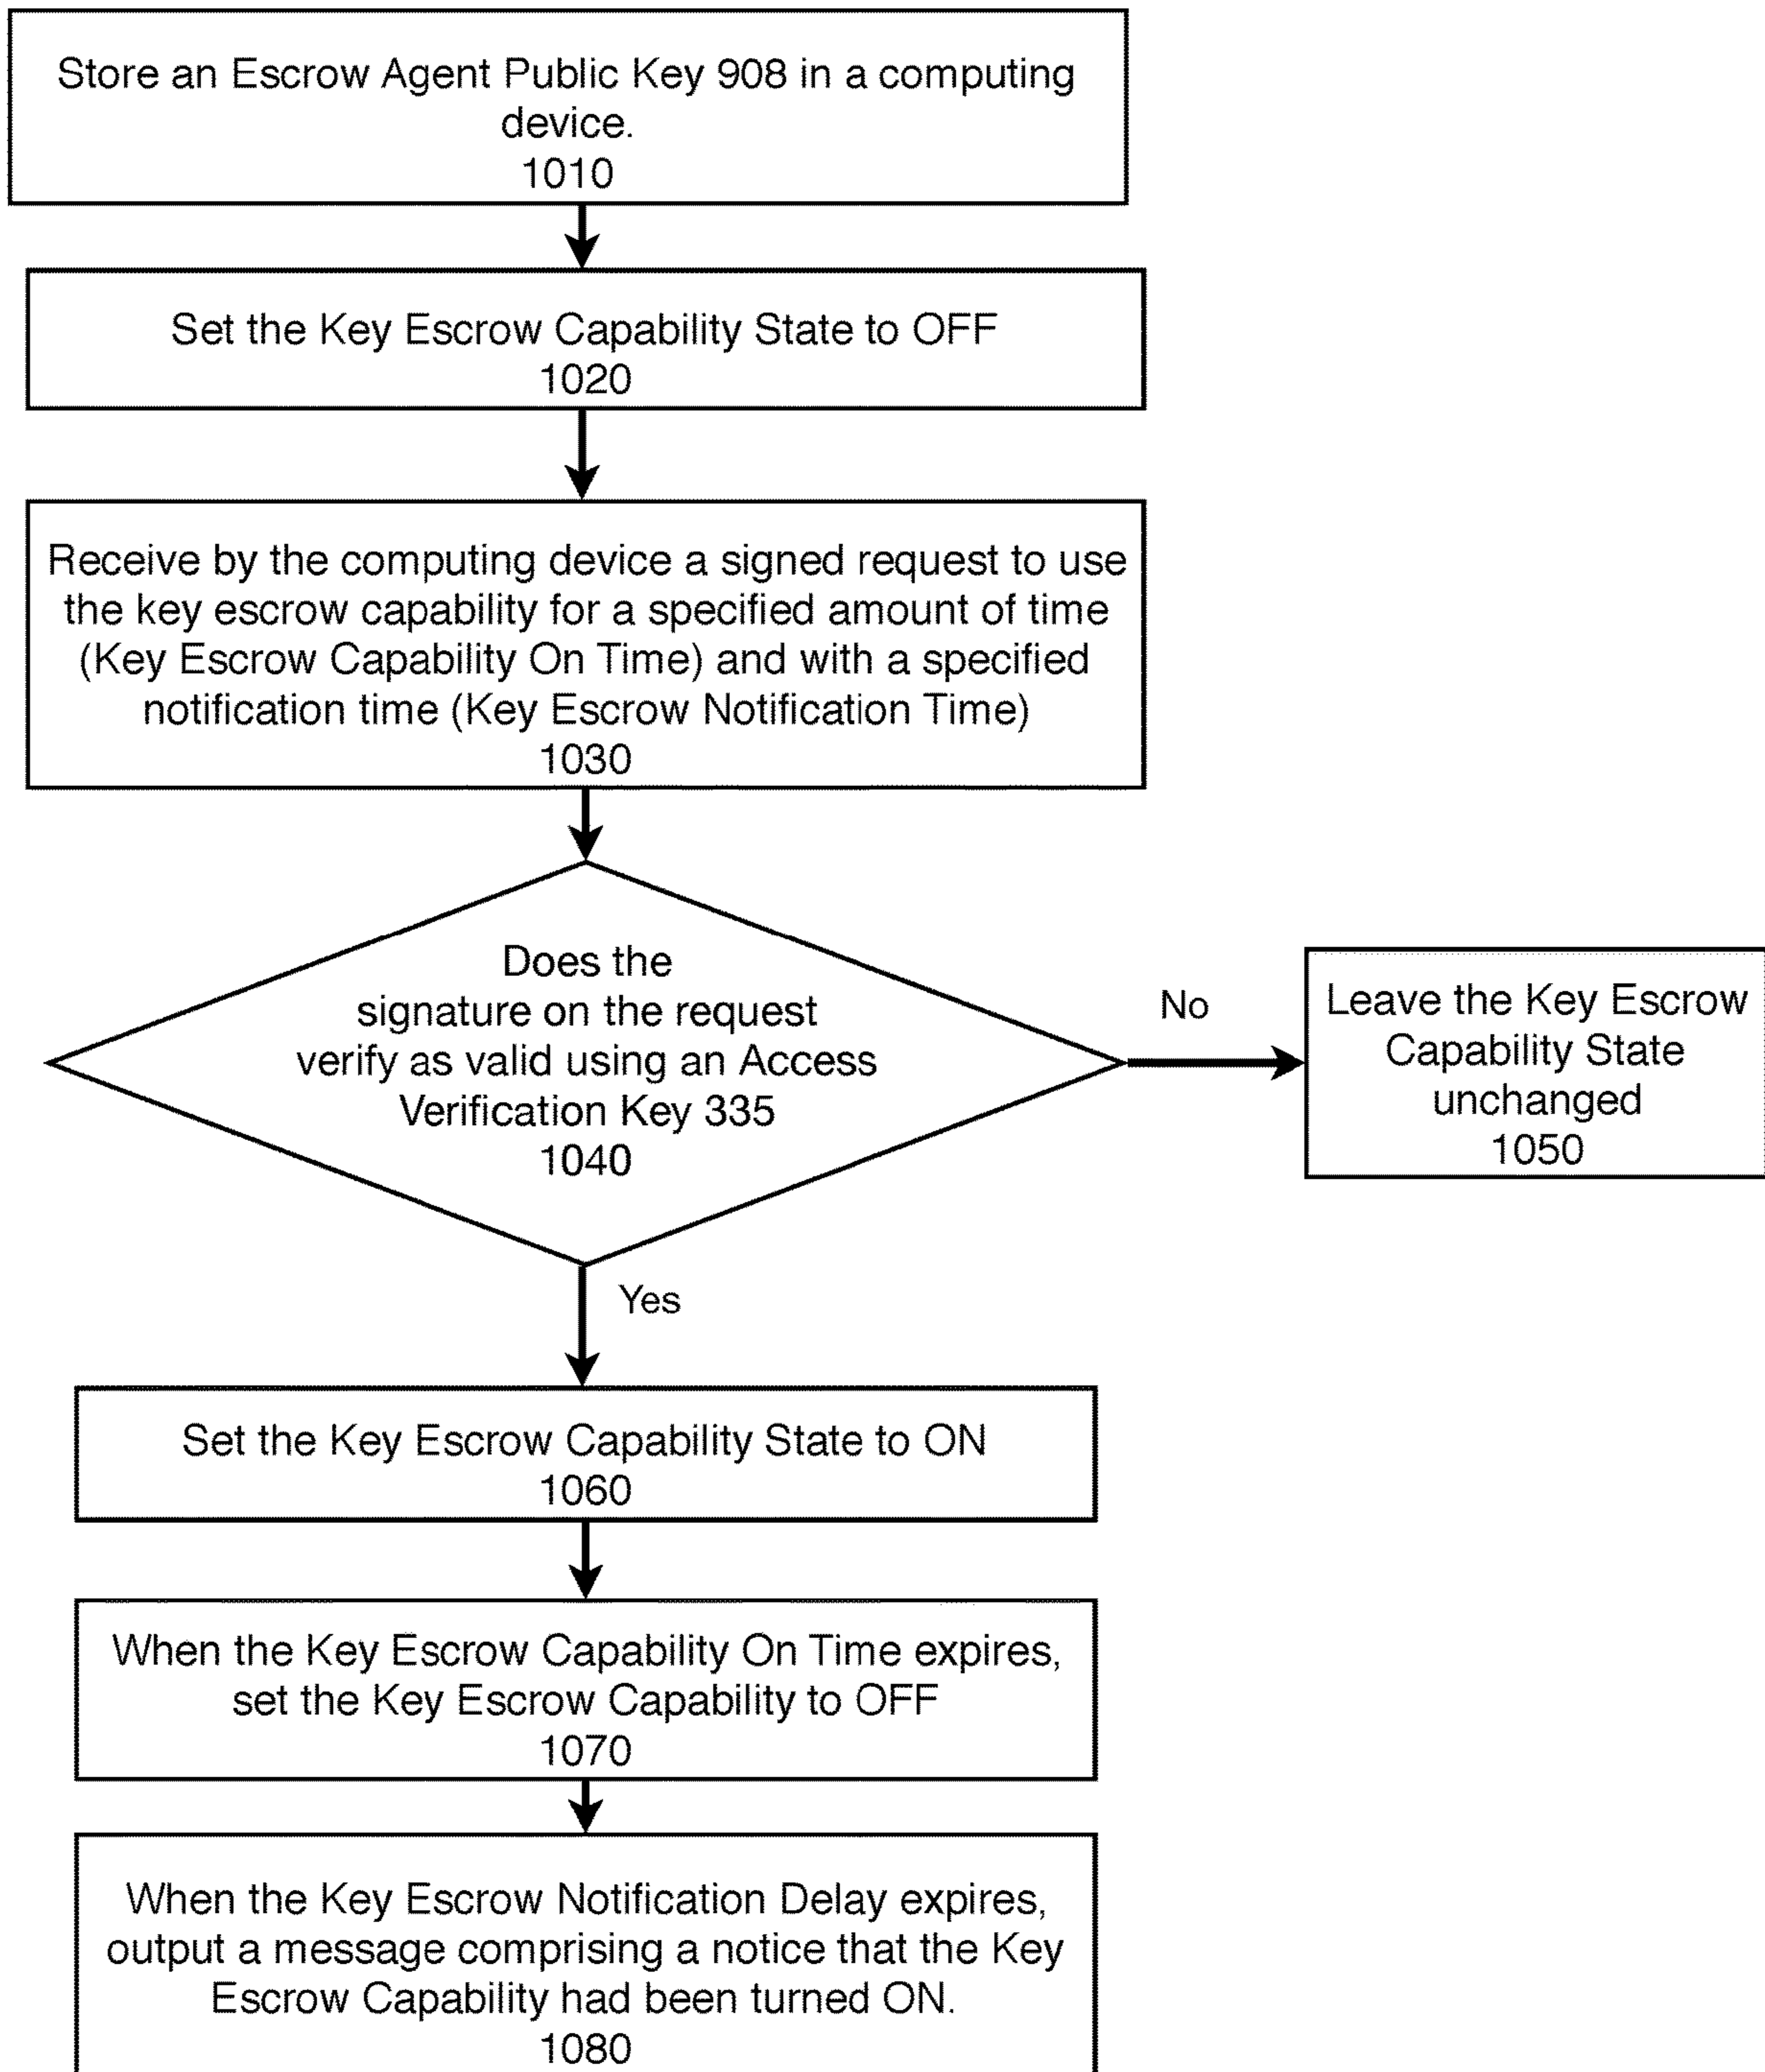 Store an Escrow Agent Public Key 908 in a computing
device.
1010
Set the Key Escrow Capability State to OFF
1020
Receive by the computing device a signed request to use
the key escrow capability for a specified amount of time
(Key Escrow Capability On Time) and with a specified
notification time (Key Escrow Notification Time)
1030
Does the
signature on the request
verify as valid using an Access
Verification Key 335
1040
No
Leave the Key Escrow
Capability State
unchanged
1050
Yes
Set the Key Escrow Capability State to ON
1060
When the Key Escrow Capability On Time expires,
set the Key Escrow Capability to OFF
1070
When the Key Escrow Notification Delay expires,
output a message comprising a notice that the Key
Escrow Capability had been turned ON.
1080